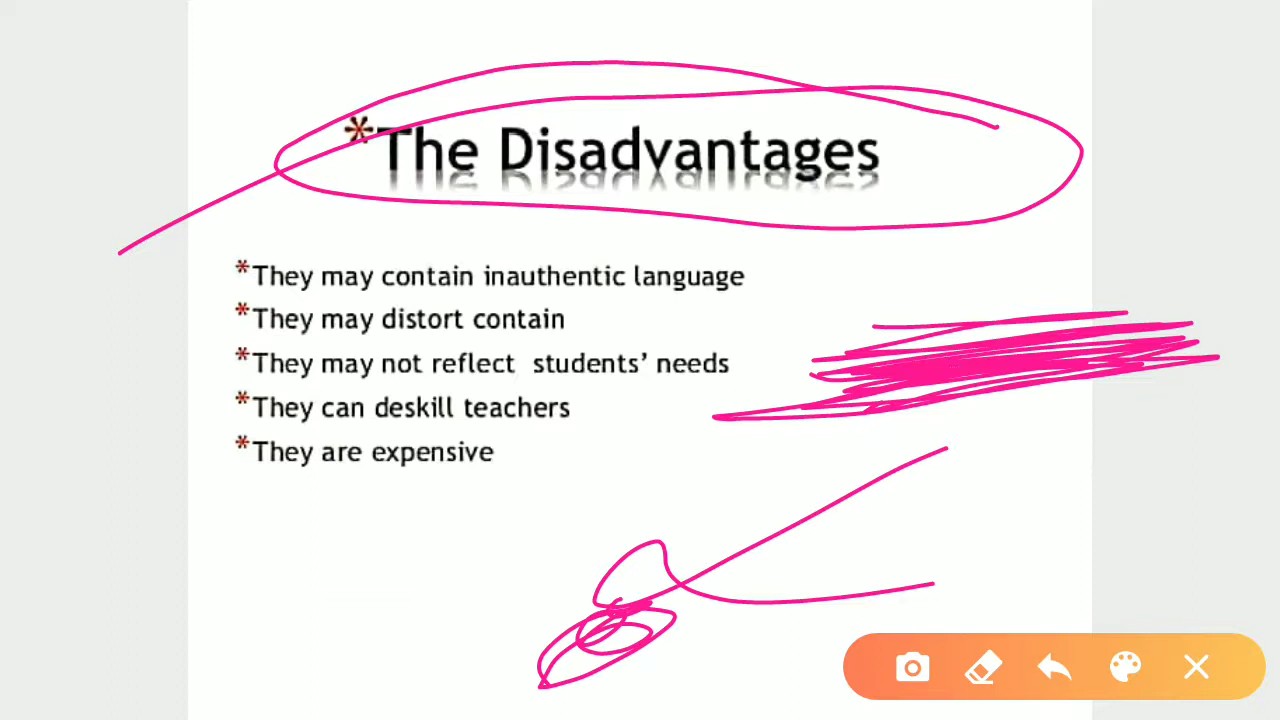 *The Disadvantages
*They may contain inauthentic language
*They may distort contain
*They may not reflect students’ needs
*They can deskill teachers
*They are expensive